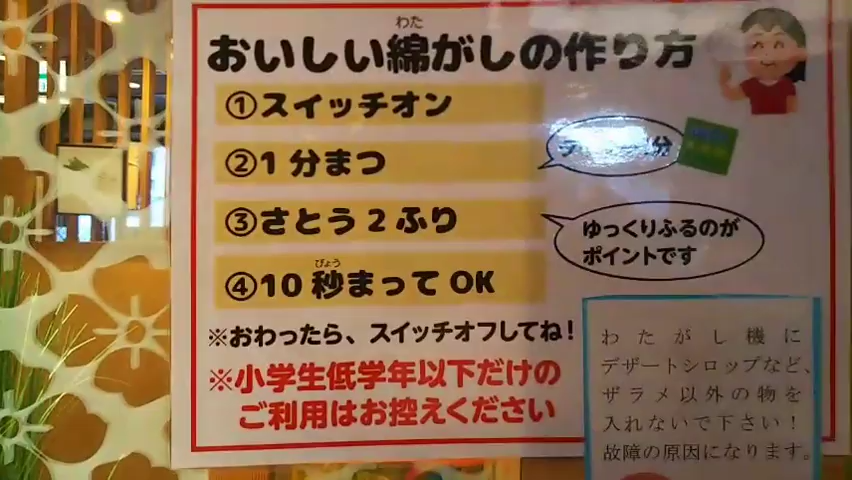 おいしい綿がしの作り方
わた
①スイッチオン
②1分まつ
③さとう2ふり
ゆっくりふるのが
ポイントです
④10秒まってOK
びょう
※おわったら、スイッチオフしてね!
※小学生低学年以下だけの
ご利用はお控えください
わたがし機に
デザートシロップなど、
ザラメ以外の物を
入れないで下さい!
故障の原因になります。